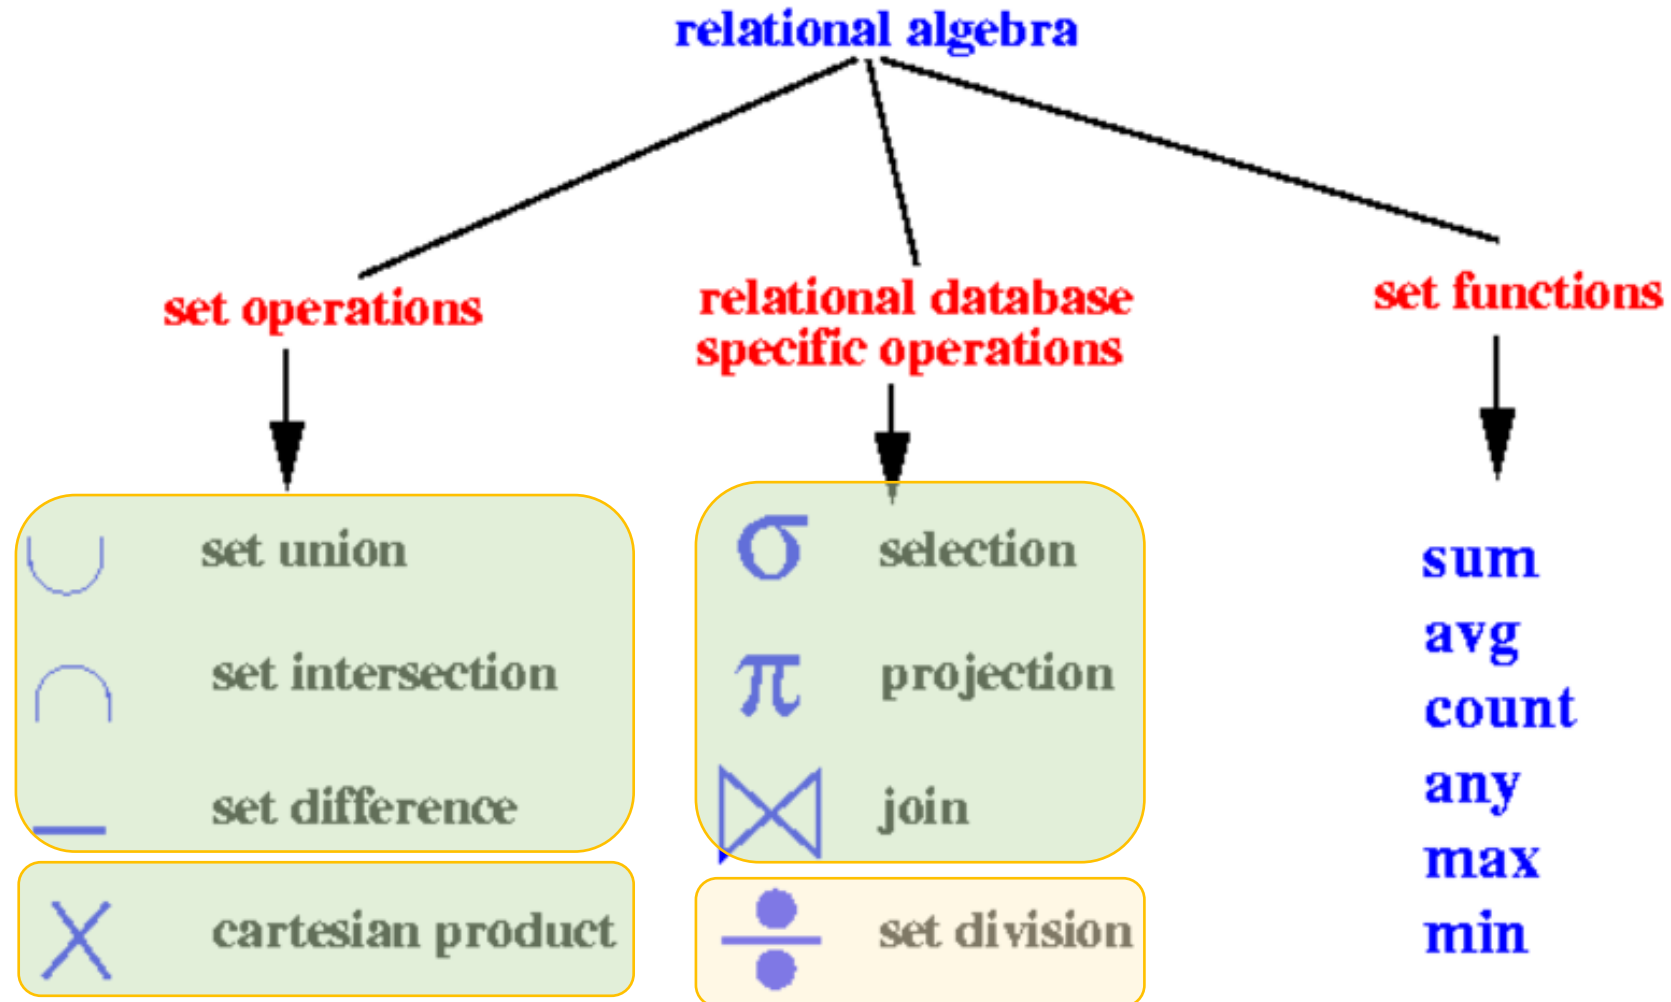 relational algebra
set operations
∪ set union
∩ set intersection
− set difference
× cartesian product
relational database
specific operations
σ selection
π projection
⋈ join
÷ set division
set functions
sum
avg
count
any
max
min